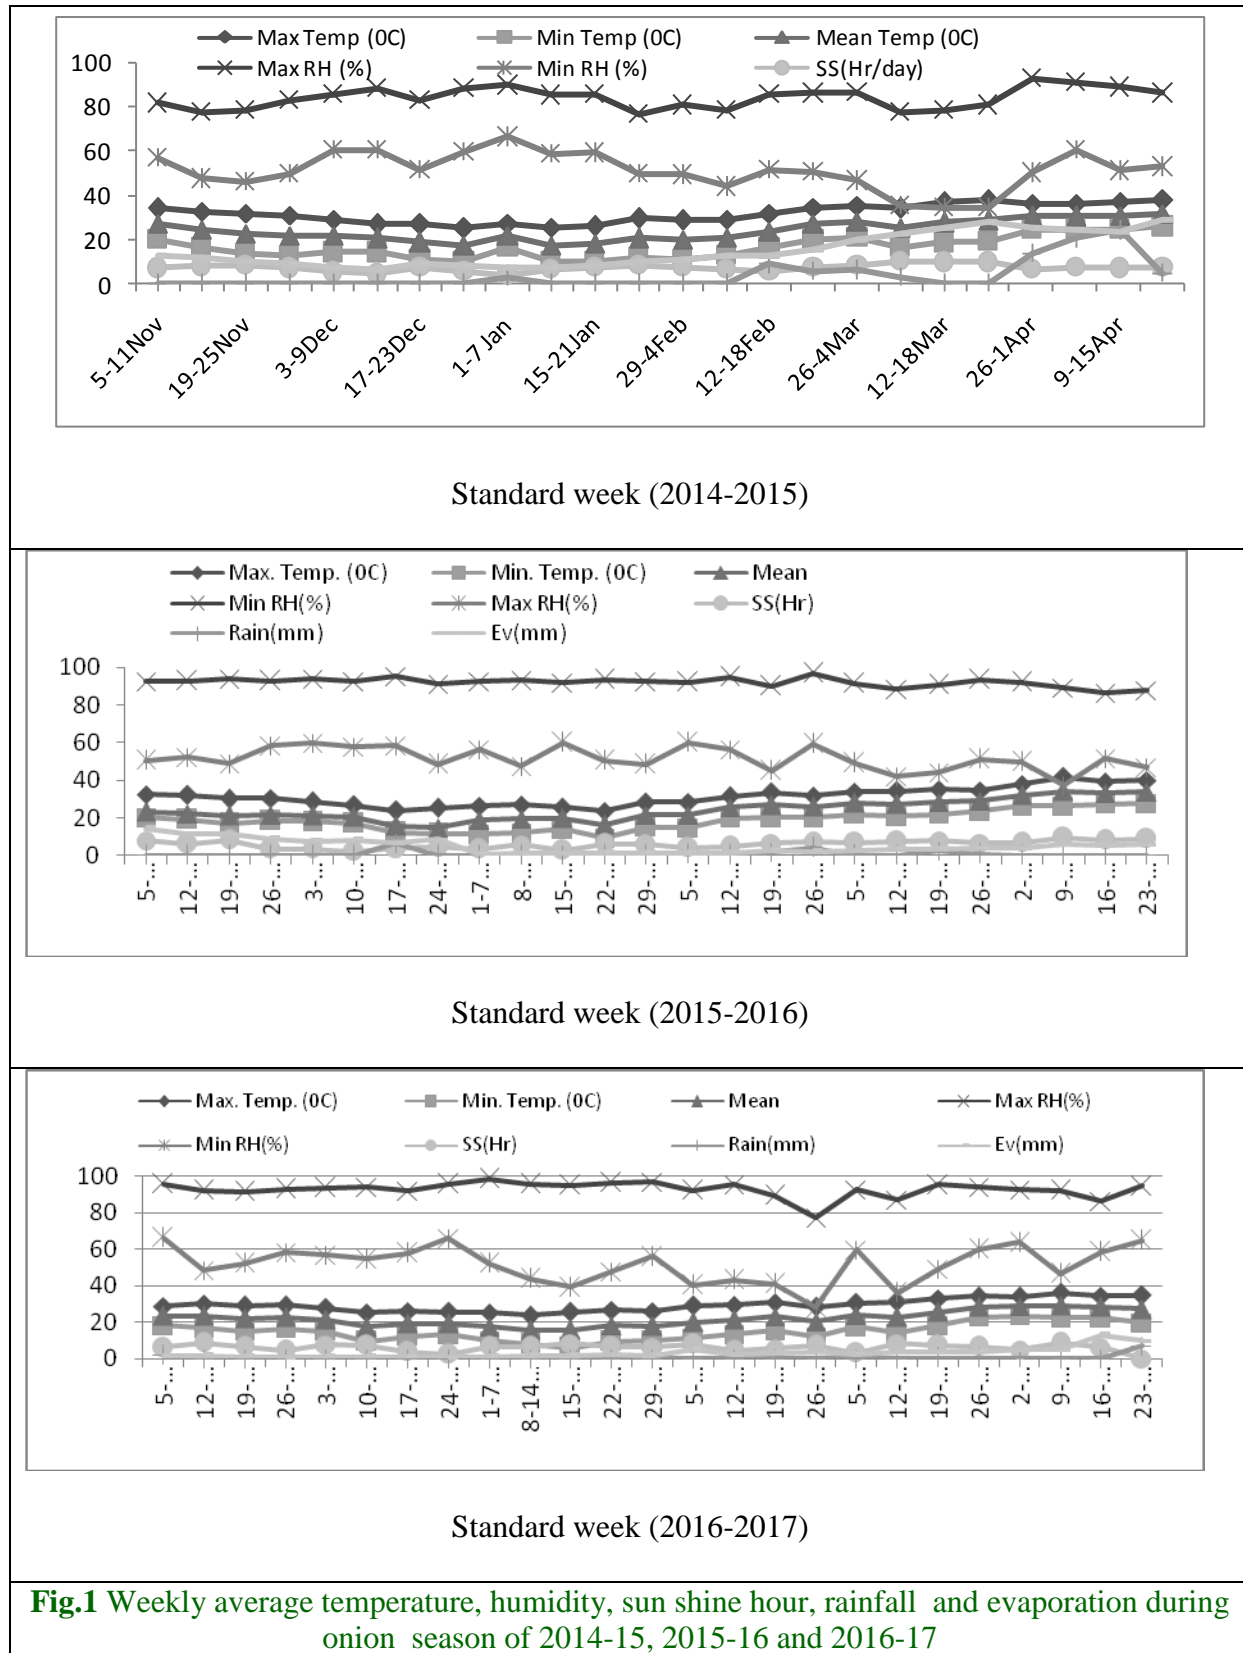 Max Temp (0C) Min Temp (0C) Mean Temp (0C)
Max RH (%) Min RH (%) SS(Hr/day)
100
80
60
40
20
0
5-11Nov 19-25Nov 3-9Dec 17-23Dec 1-7 Jan 15-21Jan 29-4Feb 12-18Feb 26-4Mar 12-18Mar 26-1Apr 9-15Apr
Standard week (2014-2015)
Max. Temp. (0C) Min. Temp. (0C) Mean
Min RH(%) Max RH(%) SS(Hr)
Rain(mm) Ev(mm)
100
80
60
40
20
0
5-... 12-... 19-... 26-... 3-... 10-... 17-... 24-... 1-7... 8-... 15-... 22-... 29-... 5-... 12-... 19-... 26-... 5-... 12-... 19-... 26-... 2-... 9-... 16-... 23-...
Standard week (2015-2016)
Max. Temp. (0C) Min. Temp. (0C) Mean Max RH(%)
Min RH(%) SS(Hr) Rain(mm) Ev(mm)
100
80
60
40
20
0
5-... 12-... 19-... 26-... 3-... 10-... 17-... 24-... 1-7... 8-14... 15-... 22-... 29-... 5-... 12-... 19-... 26-... 5-... 12-... 19-... 26-... 2-... 9-... 16-... 23-...
Standard week (2016-2017)
Fig.1 Weekly average temperature, humidity, sun shine hour, rainfall and evaporation during
onion season of 2014-15, 2015-16 and 2016-17